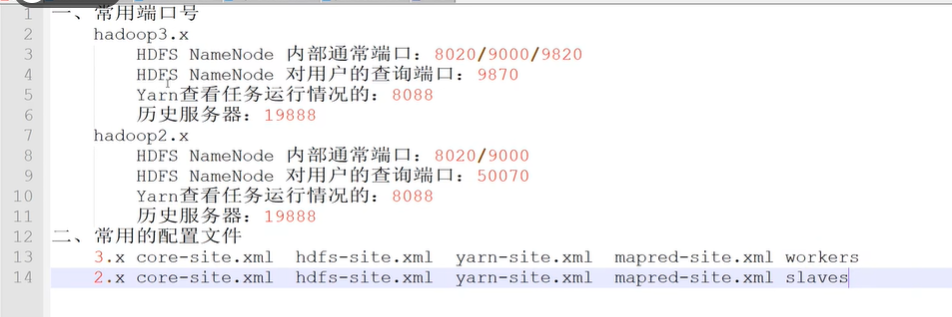 1 一、常用端口号
2 hadoop3.x
3 HDFS NameNode 内部通常端口：8020/9000/9820
4 HDFS NameNode 对用户的查询端口：9870
5 Yarn查看任务运行情况的：8088
6 历史服务器：19888
7 hadoop2.x
8 HDFS NameNode 内部通常端口：8020/9000
9 HDFS NameNode 对用户的查询端口：50070
10 Yarn查看任务运行情况的：8088
11 历史服务器：19888
12 二、常用的配置文件
13 3.x core-site.xml hdfs-site.xml yarn-site.xml mapred-site.xml workers
14 2.x core-site.xml hdfs-site.xml yarn-site.xml mapred-site.xml slaves